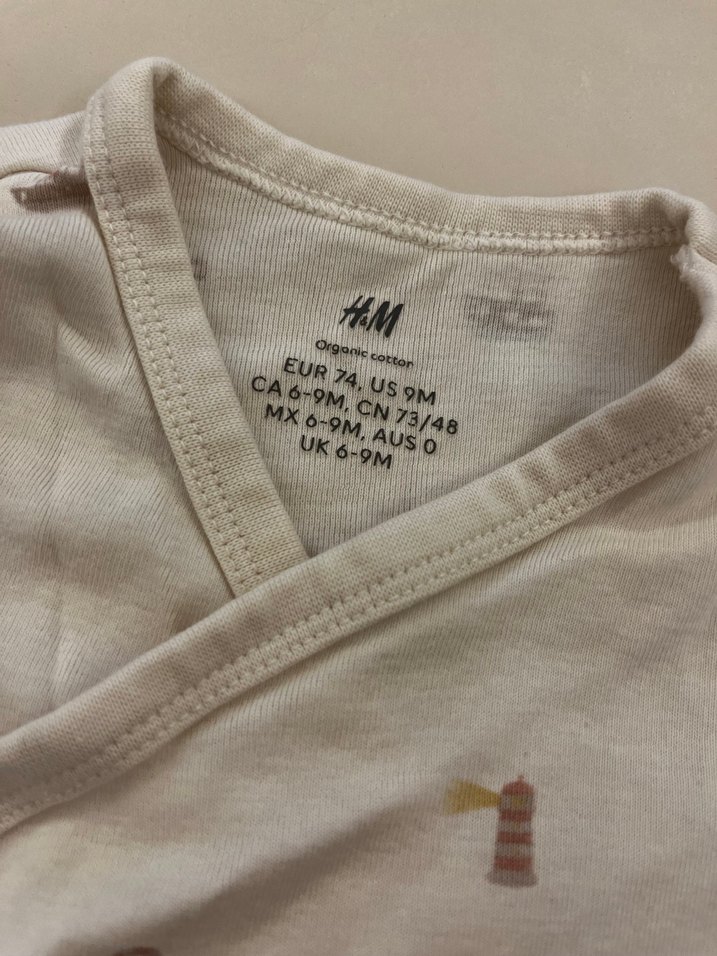 H&M
Organic cotton
EUR 74, US 9M
CA 6-9M, CN 73/48
MX 6-9M, AUS 0
UK 6-9M